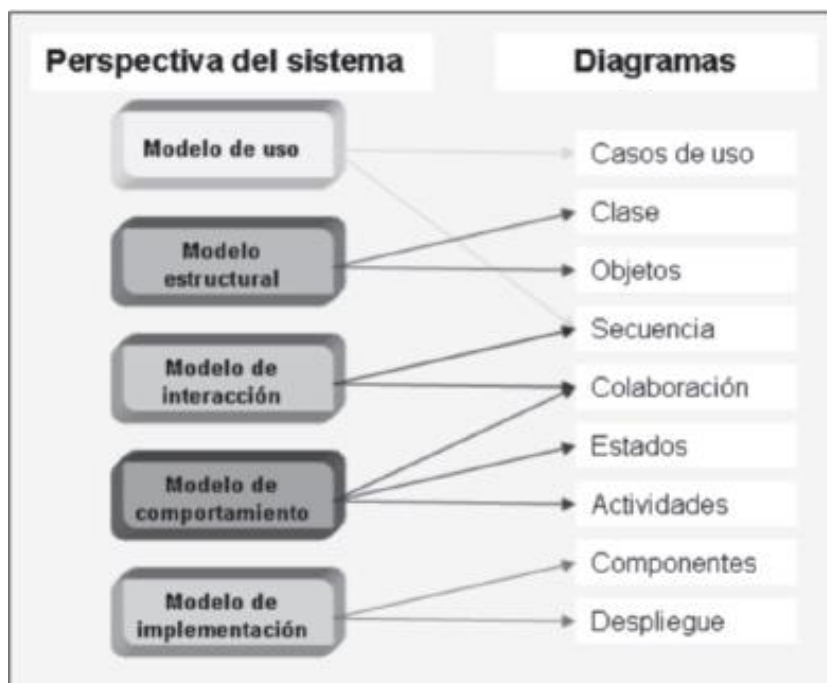 Perspectiva del sistema
Diagramas
Modelo de uso
Modelo
estructural
Modelo de
interacción
Modelo de
comportamiento
Modelo de
implementación
Casos de uso
Clase
Objetos
Secuencia
Colaboración
Estados
Actividades
Componentes
Despliegue